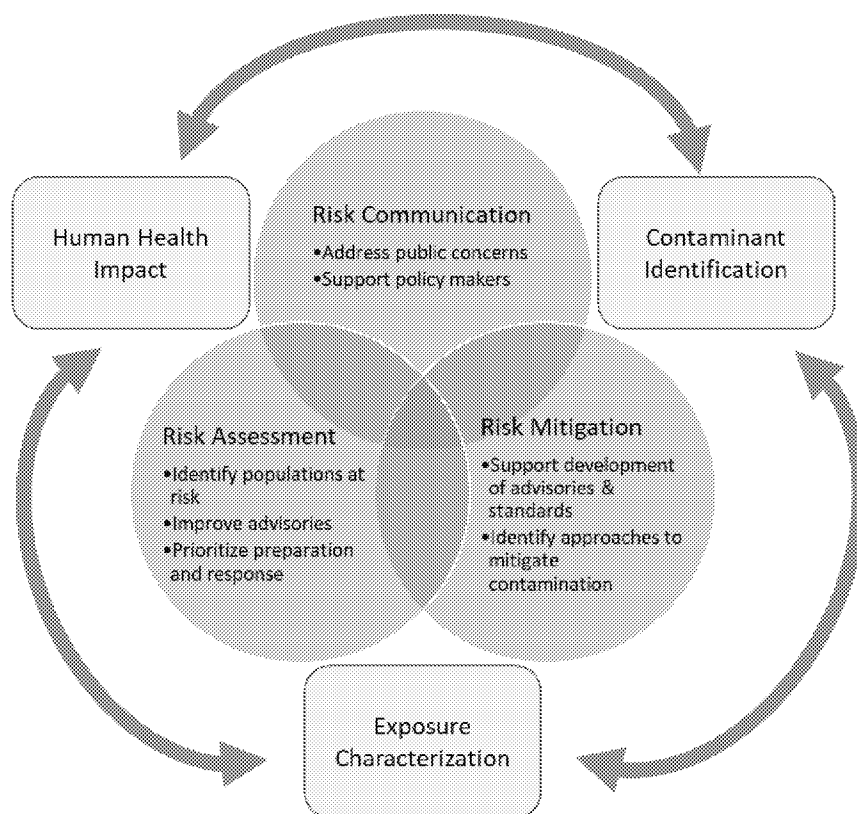 Risk Communication
•Address public concerns
•Support policy makers
Human Health
Impact
Contaminant
Identification
Risk Assessment
•Identify populations at
risk
•Improve advisories
•Prioritize preparation
and response
Risk Mitigation
•Support development
of advisories &
standards
•Identify approaches to
mitigate
contamination
Exposure
Characterization